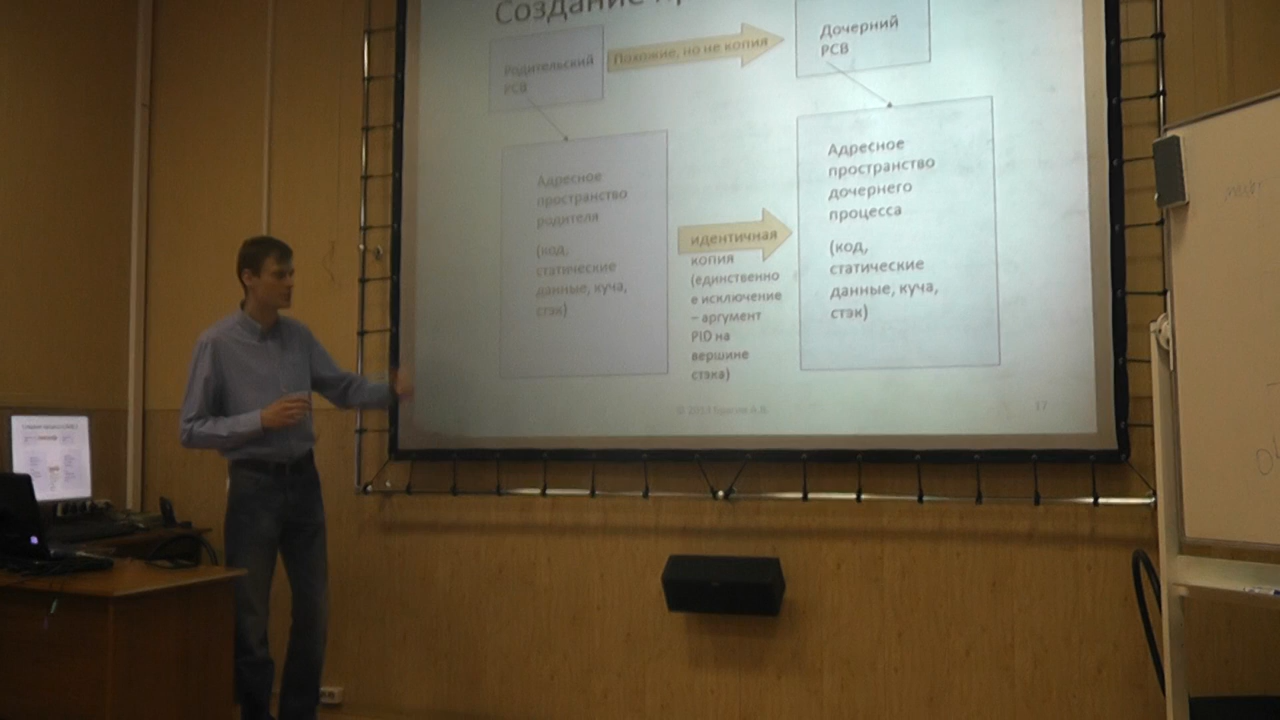 Создание
Родительский
PCB
Похожие, но не копия
Дочерний
PCB
Адресное
пространство
родителя
(код,
статические
данные, куча,
стэк)
идентичная
копия
(единственно
е исключение
– аргумент
PID на
вершине
стэка)
Адресное
пространство
дочернего
процесса
(код,
статические
данные, куча,
стэк)
© 2013
17